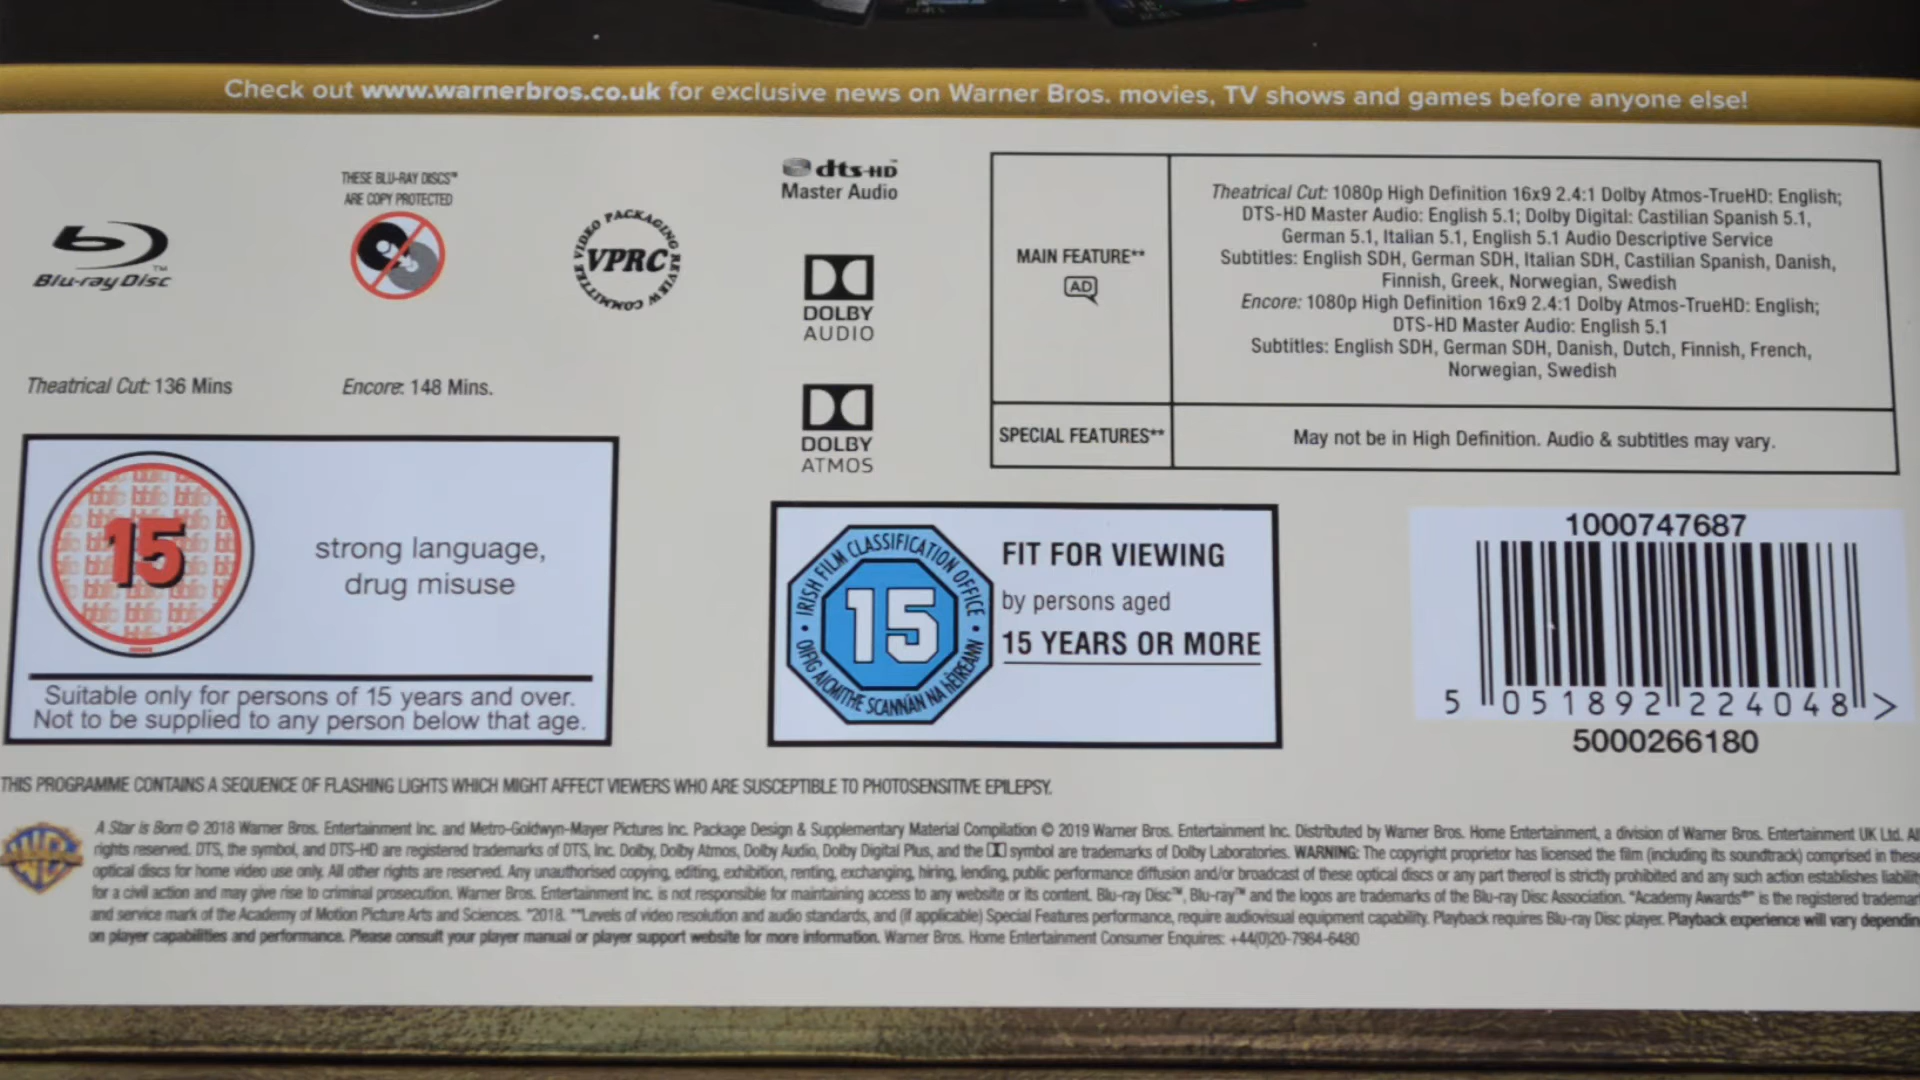 Check out www.warnerbros.co.uk for exclusive news on Warner Bros. movies, TV shows and games before anyone else!
Blu-ray Disc™
THESE BLU-RAY DISCS™
ARE COPY PROTECTED
VIDEO PACKAGING REVIEW COMMITTEE
VPRC
dts-HD™
Master Audio
DOLBY
AUDIO
DOLBY
ATMOS
Theatrical Cut: 136 Mins
Encore: 148 Mins.
MAIN FEATURE**
AD
Theatrical Cut: 1080p High Definition 16x9 2.4:1 Dolby Atmos-TrueHD: English;
DTS-HD Master Audio: English 5.1; Dolby Digital: Castilian Spanish 5.1,
German 5.1, Italian 5.1, English 5.1 Audio Descriptive Service
Subtitles: English SDH, German SDH, Italian SDH, Castilian Spanish, Danish,
Finnish, Greek, Norwegian, Swedish
Encore: 1080p High Definition 16x9 2.4:1 Dolby Atmos-TrueHD: English;
DTS-HD Master Audio: English 5.1
Subtitles: English SDH, German SDH, Danish, Dutch, Finnish, French,
Norwegian, Swedish
SPECIAL FEATURES**
May not be in High Definition. Audio & subtitles may vary.
15
strong language,
drug misuse
Suitable only for persons of 15 years and over.
Not to be supplied to any person below that age.
IRISH FILM CLASSIFICATION OFFICE
15
OIFIG AICMITHE SCANNÁN NA hÉIREANN
FIT FOR VIEWING
by persons aged
15 YEARS OR MORE
1000747687
5 051892 224048 >
5000266180
THIS PROGRAMME CONTAINS A SEQUENCE OF FLASHING LIGHTS WHICH MIGHT AFFECT VIEWERS WHO ARE SUSCEPTIBLE TO PHOTOSENSITIVE EPILEPSY.
WB
A Star is Born © 2018 Warner Bros. Entertainment Inc. and Metro-Goldwyn-Mayer Pictures Inc. Package Design & Supplementary Material Compilation © 2019 Warner Bros. Entertainment Inc. Distributed by Warner Bros. Home Entertainment, a division of Warner Bros. Entertainment UK Ltd. All
rights reserved. DTS, the symbol, and DTS-HD are registered trademarks of DTS, Inc. Dolby, Dolby Atmos, Dolby Audio, Dolby Digital Plus, and the symbol are trademarks of Dolby Laboratories. WARNING: The copyright proprietor has licensed the film (including its soundtrack) comprised in these
optical discs for home video use only. All other rights are reserved. Any unauthorised copying, editing, exhibition, renting, exchanging, hiring, lending, public performance diffusion and/or broadcast of these optical discs or any part thereof is strictly prohibited and any such action establishes liability
for a civil action and may give rise to criminal prosecution. Warner Bros. Entertainment Inc. is not responsible for maintaining access to any website or its content. Blu-ray Disc™, Blu-ray™ and the logos are trademarks of the Blu-ray Disc Association. "Academy Awards®" is the registered trademark
and service mark of the Academy of Motion Picture Arts and Sciences. *2018. **Levels of video resolution and audio standards, and (if applicable) Special Features performance, require audiovisual equipment capability. Playback requires Blu-ray Disc player. Playback experience will vary depending
on player capabilities and performance. Please consult your player manual or player support website for more information. Warner Bros. Home Entertainment Consumer Enquires: +44(0)20-7984-6480